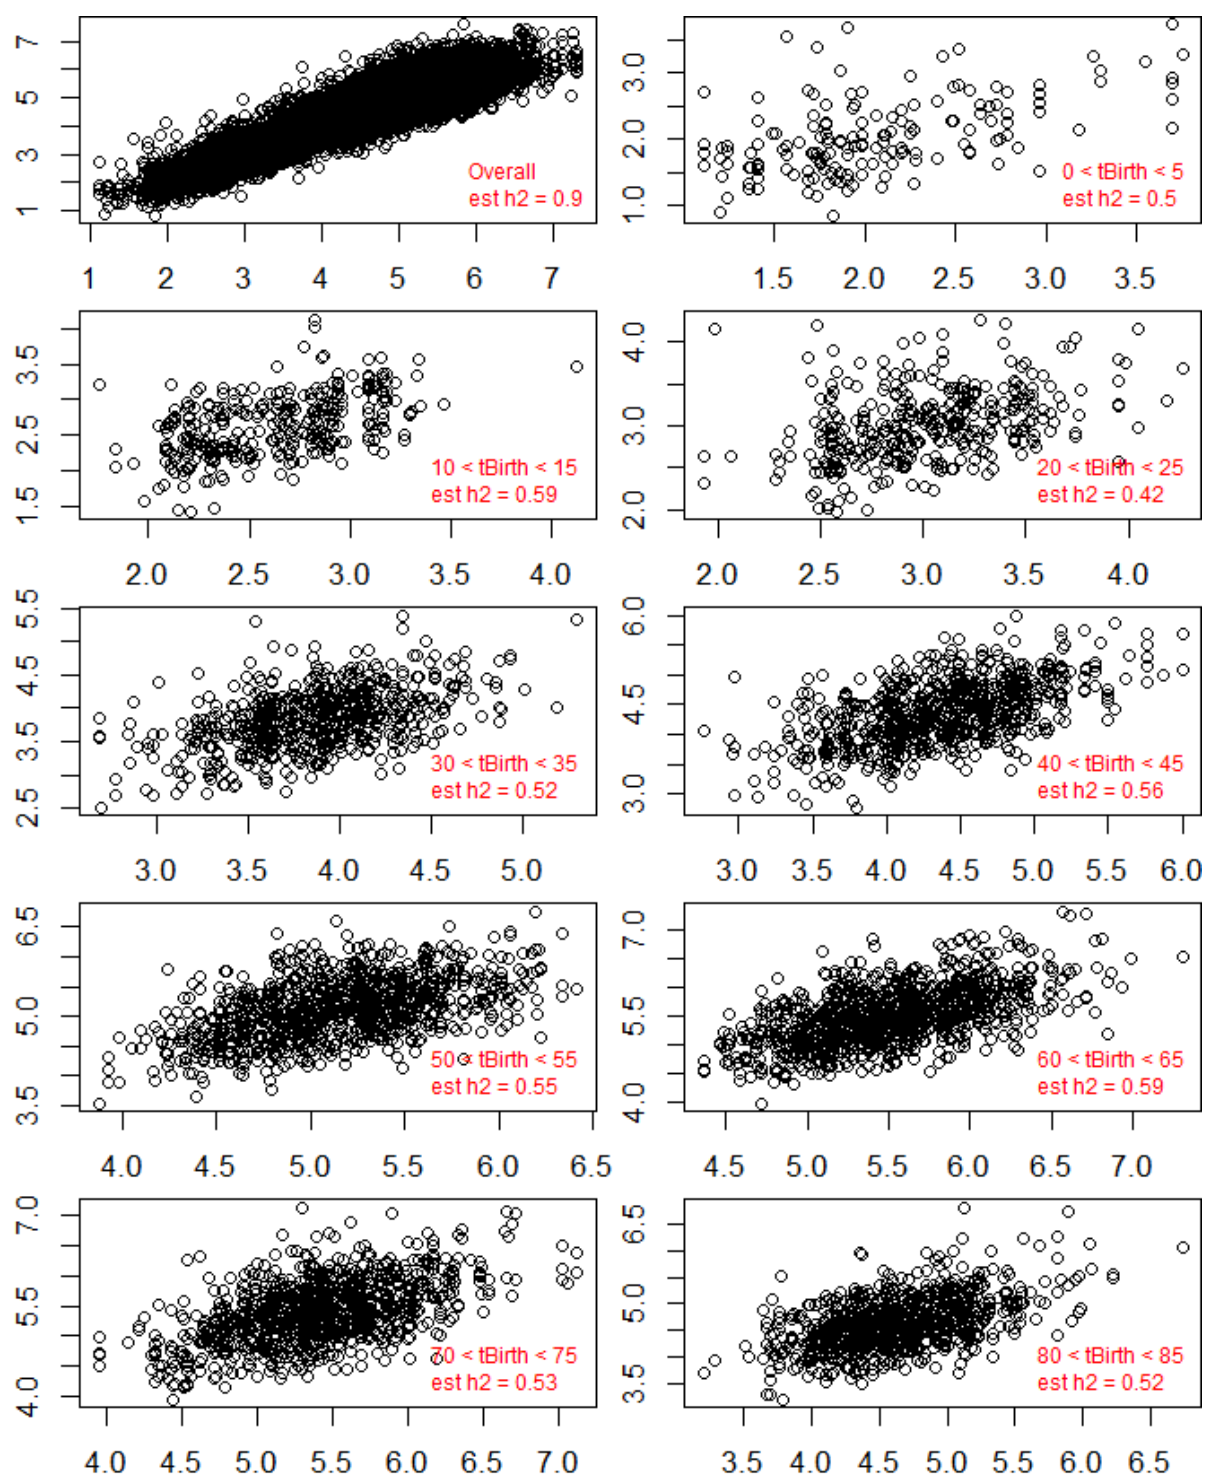 7
5
3
1
Overall
est h2 = 0.9
1 2 3 4 5 6 7
3.0
2.0
1.0
0 < tBirth < 5
est h2 = 0.5
1.5 2.0 2.5 3.0 3.5
3.5
2.5
1.5
10 < tBirth < 15
est h2 = 0.59
2.0 2.5 3.0 3.5 4.0
4.0
3.0
2.0
20 < tBirth < 25
est h2 = 0.42
2.0 2.5 3.0 3.5 4.0
5.5
4.5
3.5
2.5
30 < tBirth < 35
est h2 = 0.52
3.0 3.5 4.0 4.5 5.0
6.0
4.5
3.0
40 < tBirth < 45
est h2 = 0.56
3.0 3.5 4.0 4.5 5.0 5.5 6.0
6.5
5.0
3.5
50 < tBirth < 55
est h2 = 0.55
4.0 4.5 5.0 5.5 6.0 6.5
7.0
5.5
4.0
60 < tBirth < 65
est h2 = 0.59
4.5 5.0 5.5 6.0 6.5 7.0
7.0
5.5
4.0
70 < tBirth < 75
est h2 = 0.53
4.0 4.5 5.0 5.5 6.0 6.5 7.0
6.5
5.0
3.5
80 < tBirth < 85
est h2 = 0.52
3.5 4.0 4.5 5.0 5.5 6.0 6.5